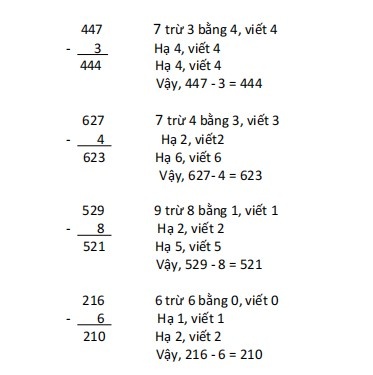 447 7 trừ 3 bằng 4, viết 4
- 3 Hạ 4, viết 4
444 Hạ 4, viết 4
Vậy, 447 - 3 = 444
627 7 trừ 4 bằng 3, viết 3
- 4 Hạ 2, viết2
623 Hạ 6, viết 6
Vậy, 627- 4 = 623
529 9 trừ 8 bằng 1, viết 1
- 8 Hạ 2, viết 2
521 Hạ 5, viết 5
Vậy, 529 - 8 = 521
216 6 trừ 6 bằng 0, viết 0
- 6 Hạ 1, viết 1
210 Hạ 2, viết 2
Vậy, 216 - 6 = 210